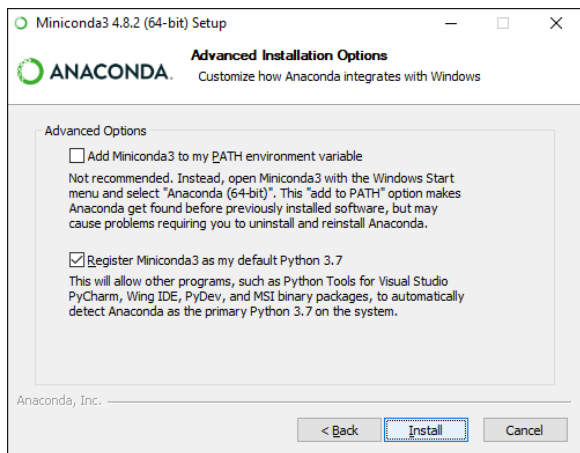 Miniconda3 4.8.2 (64-bit) Setup
ANACONDA.
Advanced Installation Options
Customize how Anaconda integrates with Windows
Advanced Options
Add Miniconda3 to my PATH environment variable
Not recommended. Instead, open Miniconda3 with the Windows Start
menu and select "Anaconda (64-bit)". This "add to PATH" option makes
Anaconda get found before previously installed software, but may
cause problems requiring you to uninstall and reinstall Anaconda.
Register Miniconda3 as my default Python 3.7
This will allow other programs, such as Python Tools for Visual Studio
PyCharm, Wing IDE, PyDev, and MSI binary packages, to automatically
detect Anaconda as the primary Python 3.7 on the system.
Anaconda, Inc.
< Back Install Cancel